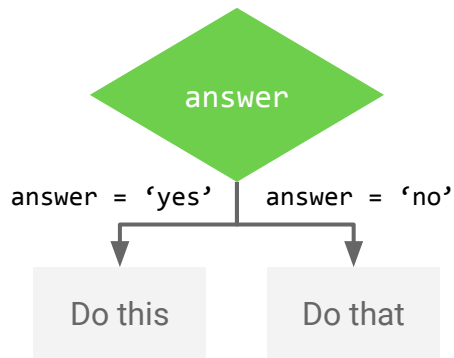 answer
answer = ‘yes’
answer = ‘no’
Do this
Do that